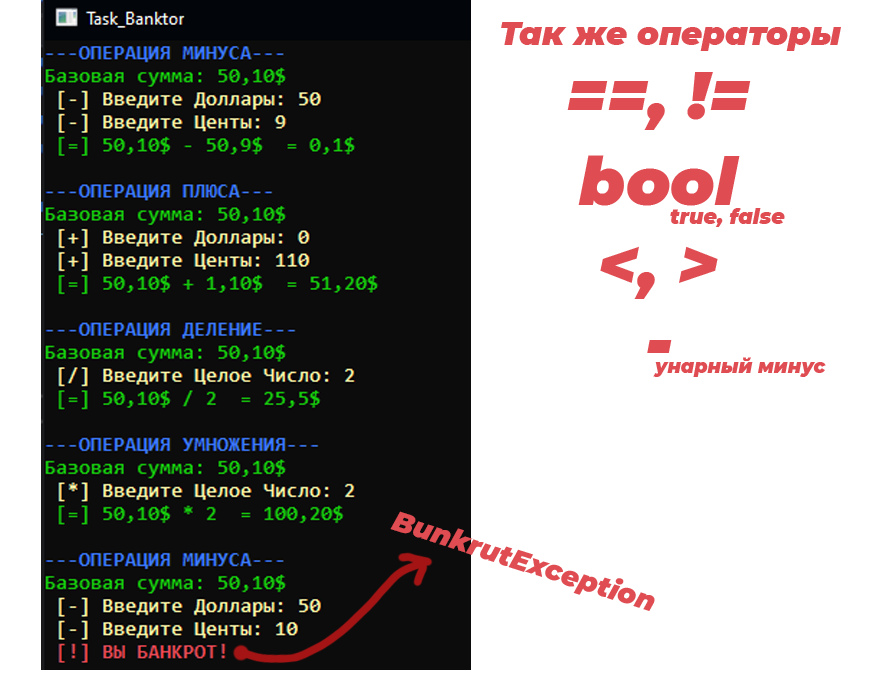 Task_Banktor
---ОПЕРАЦИЯ МИНУСА---
Базовая сумма: 50,10$
[-] Введите Доллары: 50
[-] Введите Центы: 9
[=] 50,10$ - 50,9$  = 0,1$
---ОПЕРАЦИЯ ПЛЮСА---
Базовая сумма: 50,10$
[+] Введите Доллары: 0
[+] Введите Центы: 110
[=] 50,10$ + 1,10$  = 51,20$
---ОПЕРАЦИЯ ДЕЛЕНИЕ---
Базовая сумма: 50,10$
[/] Введите Целое Число: 2
[=] 50,10$ / 2  = 25,5$
---ОПЕРАЦИЯ УМНОЖЕНИЯ---
Базовая сумма: 50,10$
[*] Введите Целое Число: 2
[=] 50,10$ * 2  = 100,20$
---ОПЕРАЦИЯ МИНУСА---
Базовая сумма: 50,10$
[-] Введите Доллары: 50
[-] Введите Центы: 10
[!] ВЫ БАНКРОТ!
BunkrutException
Так же операторы
==, !=
bool
true, false
<, >
-
унарный минус